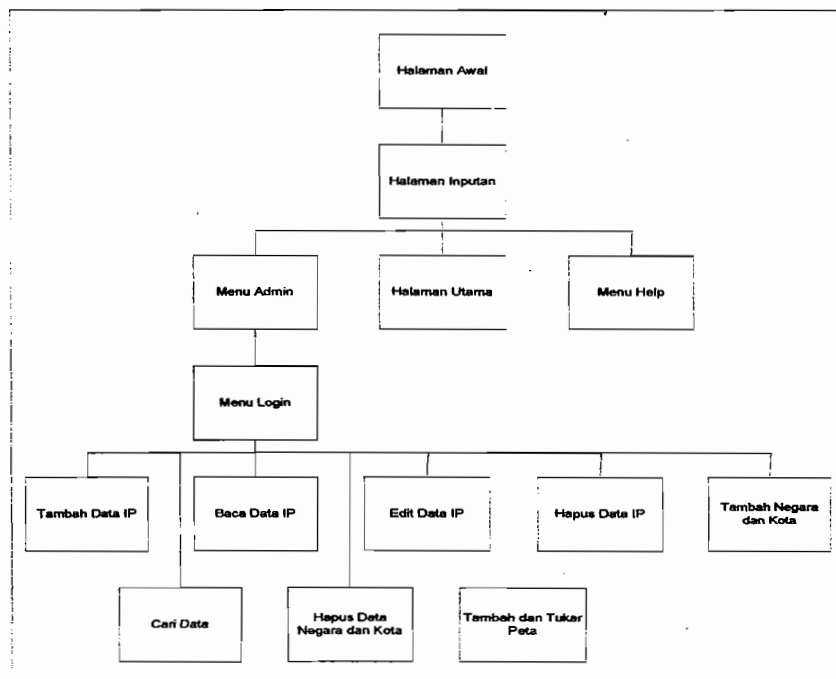 Halaman Awal
Halaman Inputan
Menu Admin
Halaman Utama
Menu Help
Menu Login
Tambah Data IP
Baca Data IP
Edit Data IP
Hapus Data IP
Tambah Negara
dan Kota
Cari Data
Hapus Data
Negara dan Kota
Tambah dan Tukar
Peta